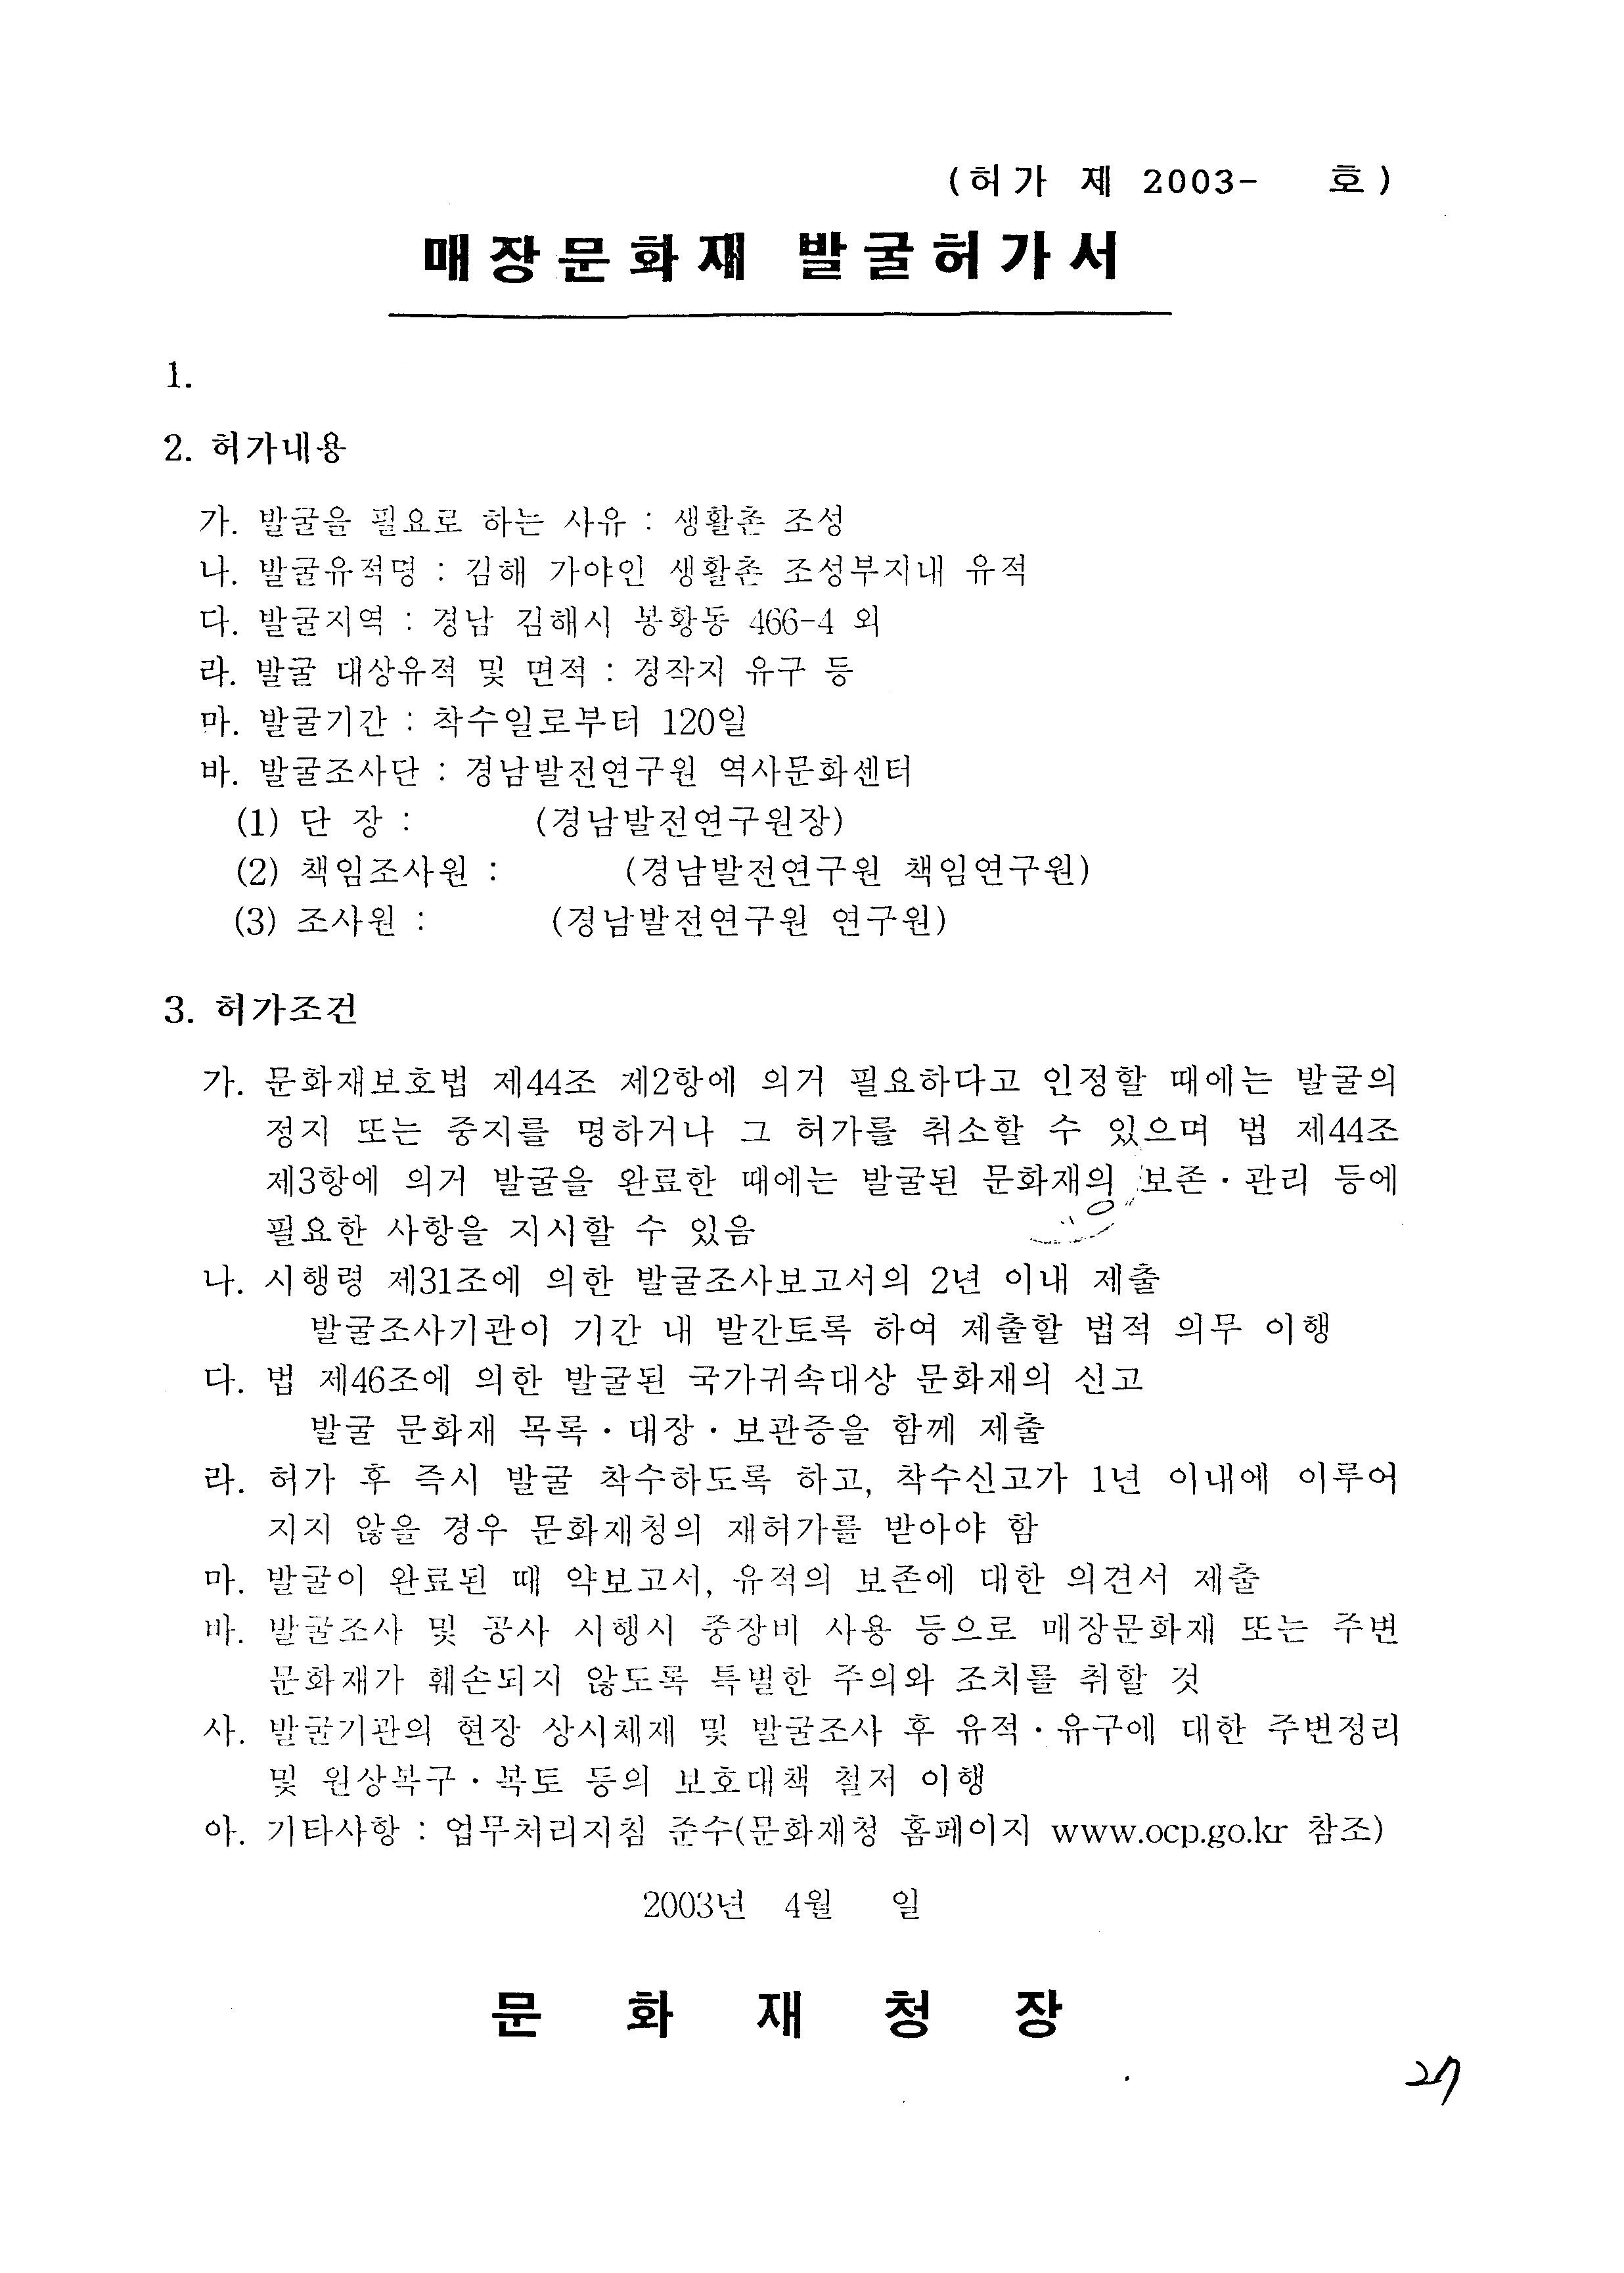 (허가 제 2003-   호)
매장문화재 발굴허가서
1.
2. 허가내용
가. 발굴을 필요로 하는 사유 : 생활촌 조성
나. 발굴유적명 : 김해 가야인 생활촌 조성부지내 유적
다. 발굴지역 : 경남 김해시 봉황동 466-4 외
라. 발굴 대상유적 및 면적 : 경작지 유구 등
마. 발굴기간 : 착수일로부터 120일
바. 발굴조사단 : 경남발전연구원 역사문화센터
(1) 단 장 :      (경남발전연구원장)
(2) 책임조사원 :      (경남발전연구원 책임연구원)
(3) 조사원 :      (경남발전연구원 연구원)
3. 허가조건
가. 문화재보호법 제44조 제2항에 의거 필요하다고 인정할 때에는 발굴의
정지 또는 중지를 명하거나 그 허가를 취소할 수 있으며 법 제44조
제3항에 의거 발굴을 완료한 때에는 발굴된 문화재의 보존·관리 등에
필요한 사항을 지시할 수 있음
나. 시행령 제31조에 의한 발굴조사보고서의 2년 이내 제출
발굴조사기관이 기간 내 발간토록 하여 제출할 법적 의무 이행
다. 법 제46조에 의한 발굴된 국가귀속대상 문화재의 신고
발굴 문화재 목록·대장·보관증을 함께 제출
라. 허가 후 즉시 발굴 착수하도록 하고, 착수신고가 1년 이내에 이루어
지지 않을 경우 문화재청의 재허가를 받아야 함
마. 발굴이 완료된 때 약보고서, 유적의 보존에 대한 의견서 제출
바. 발굴조사 및 공사 시행시 중장비 사용 등으로 매장문화재 또는 주변
문화재가 훼손되지 않도록 특별한 주의와 조치를 취할 것
사. 발굴기관의 현장 상시체재 및 발굴조사 후 유적·유구에 대한 주변정리
및 원상복구·복토 등의 보호대책 철저 이행
아. 기타사항 : 업무처리지침 준수(문화재청 홈페이지 www.ocp.go.kr 참조)
2003년  4월   일
문 화 재 청 장
27